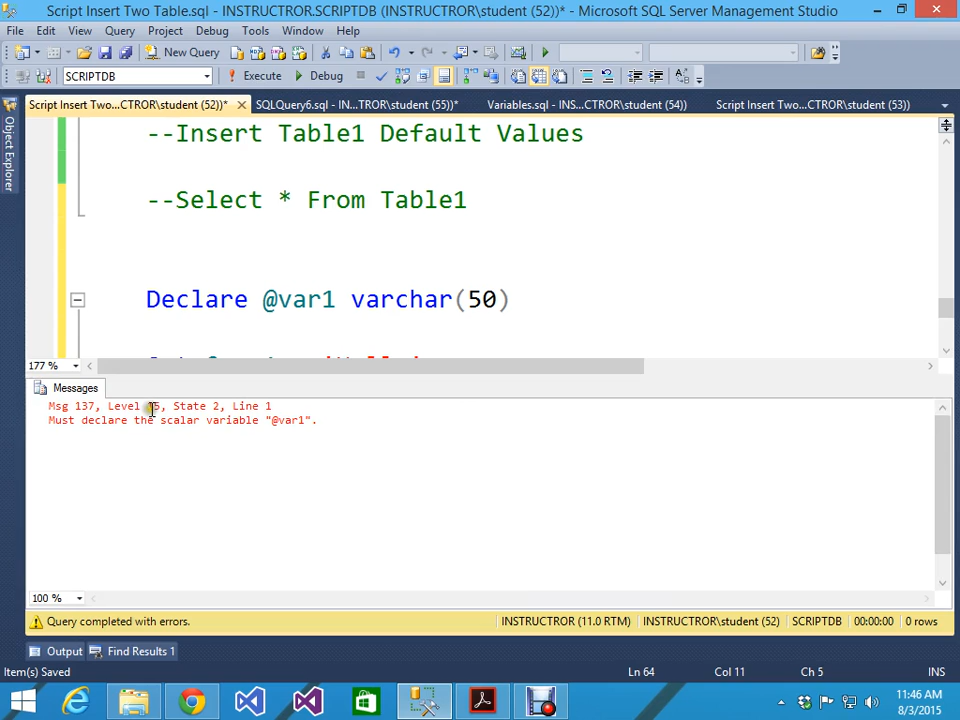 Script Insert Two Table.sql - INSTRUCTROR.SCRIPTDB (INSTRUCTROR\student (52))* - Microsoft SQL Server Management Studio
File Edit View Query Project Debug Tools Window Help
New Query
SCRIPTDB Execute Debug
Script Insert Two...CTROR\student (52))* SQLQuery6.sql - IN...TROR\student (55))* Variables.sql - INS...CTROR\student (54)) Script Insert Two...CTROR\student (53))
Object Explorer
--Insert Table1 Default Values
--Select * From Table1
Declare @var1 varchar(50)
177 %
Messages
Msg 137, Level 15, State 2, Line 1
Must declare the scalar variable "@var1".
100 %
Query completed with errors. INSTRUCTROR (11.0 RTM) INSTRUCTROR\student (52) SCRIPTDB 00:00:00 0 rows
Output Find Results 1
Item(s) Saved Ln 64 Col 11 Ch 5 INS
11:46 AM
8/3/2015